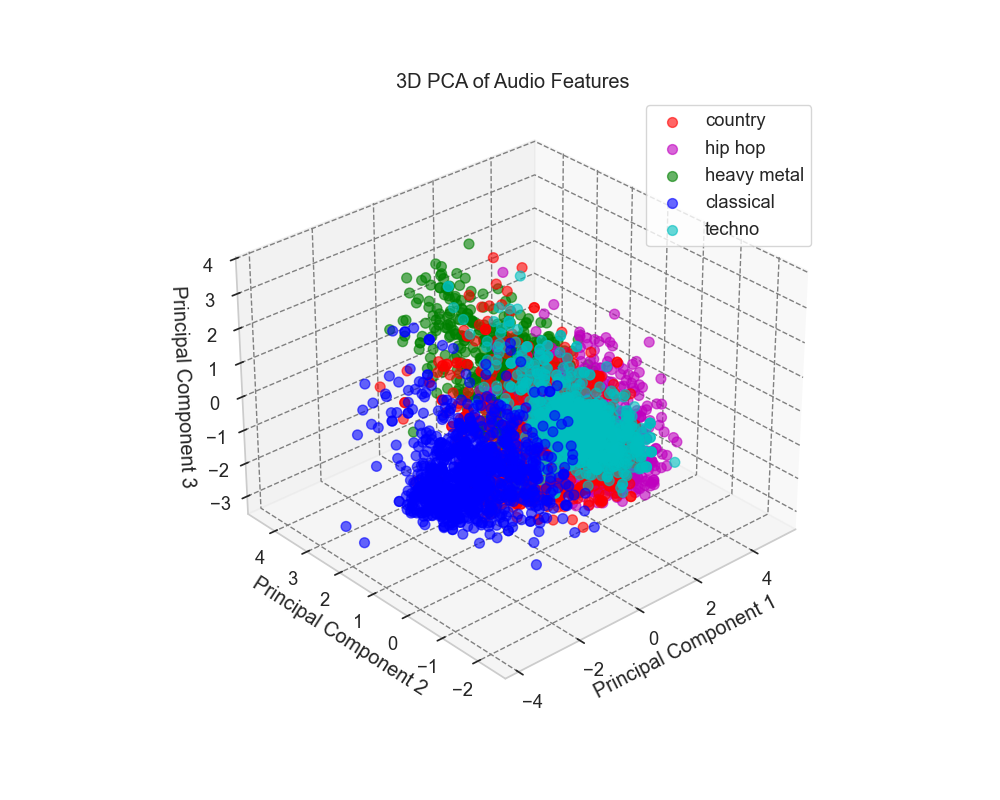 3D PCA of Audio Features
country
hip hop
heavy metal
classical
techno
4
3
2
1
0
−1
−2
−3
Principal Component 3
4
3
2
1
0
−1
−2
Principal Component 2
−4
−2
0
2
4
Principal Component 1